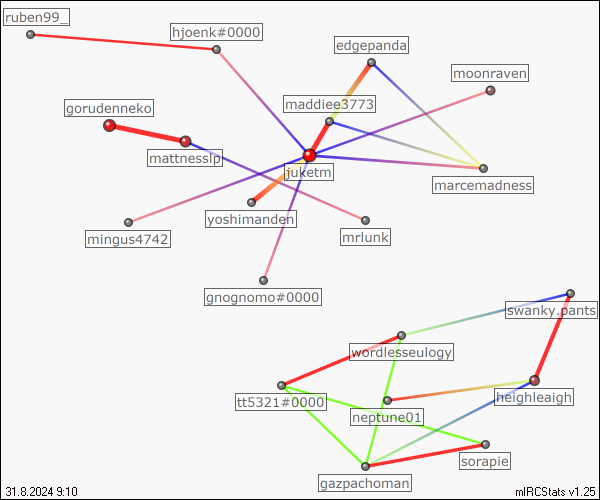 ruben99_
hjoenk#0000
edgepanda
moonraven
maddiee3773
gorudenneko
mattnesslp
juketm
marcemadness
yoshimanden
mingus4742
mrlunk
gnognomo#0000
swanky.pants
wordlesseulogy
heighleaigh
tt5321#0000
neptune01
sorapie
gazpachoman
31.8.2024 9:10
mIRCStats v1.25